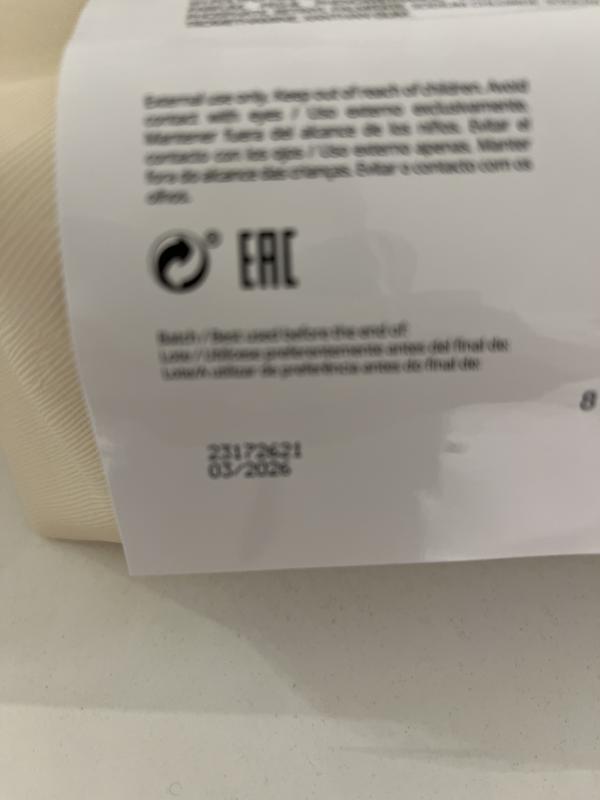 External use only. Keep out of reach of children. Avoid
contact with eyes / Uso externo exclusivamente.
Mantener fuera del alcance de los niños. Evitar el
contacto con los ojos / Uso externo apenas. Manter
fora do alcance das crianças. Evitar o contacto com os
olhos.
EAC
Batch / Best used before the end of:
Lote / Utilícese preferentemente antes del final de:
Lote/A utilizar de preferência antes do final de:
8
23172621
03/2026